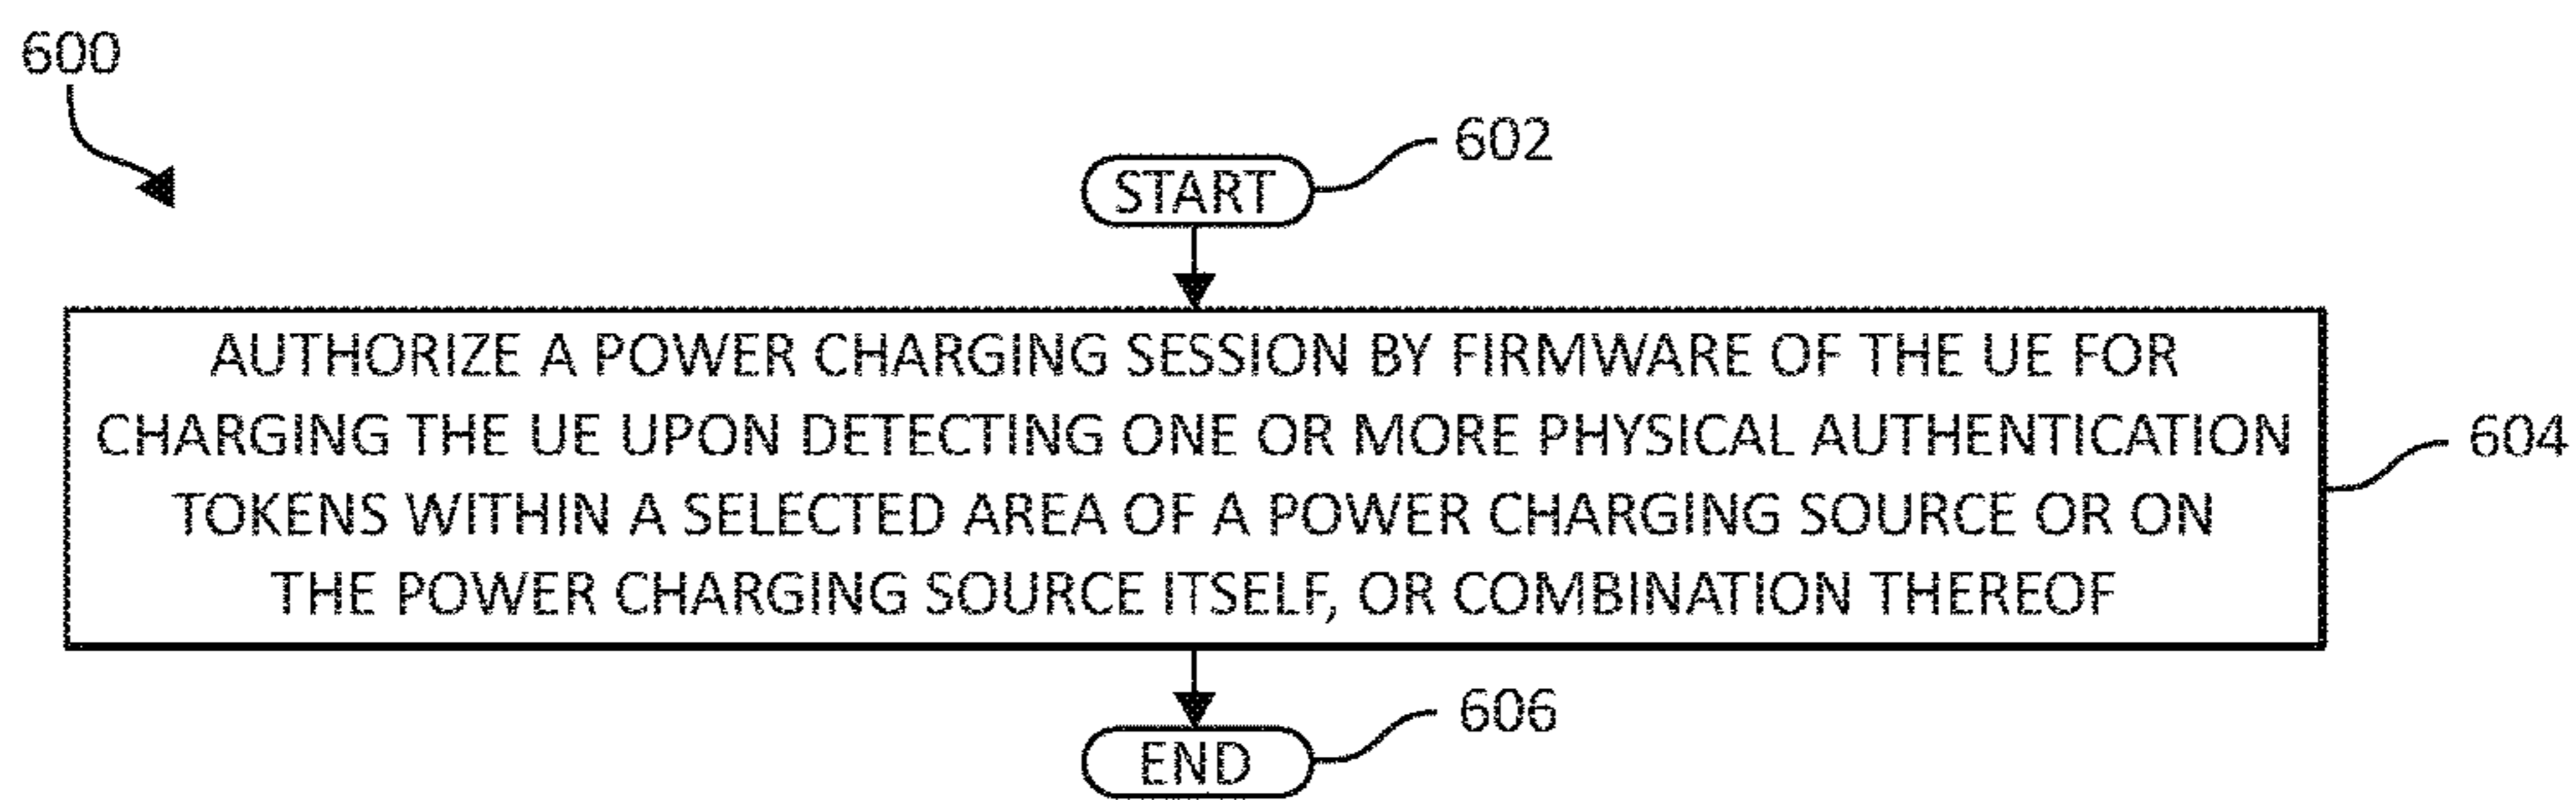 600
602
START
AUTHORIZE A POWER CHARGING SESSION BY FIRMWARE OF THE UE FOR
CHARGING THE UE UPON DETECTING ONE OR MORE PHYSICAL AUTHENTICATION
TOKENS WITHIN A SELECTED AREA OF A POWER CHARGING SOURCE OR ON
THE POWER CHARGING SOURCE ITSELF, OR COMBINATION THEREOF
604
606
END